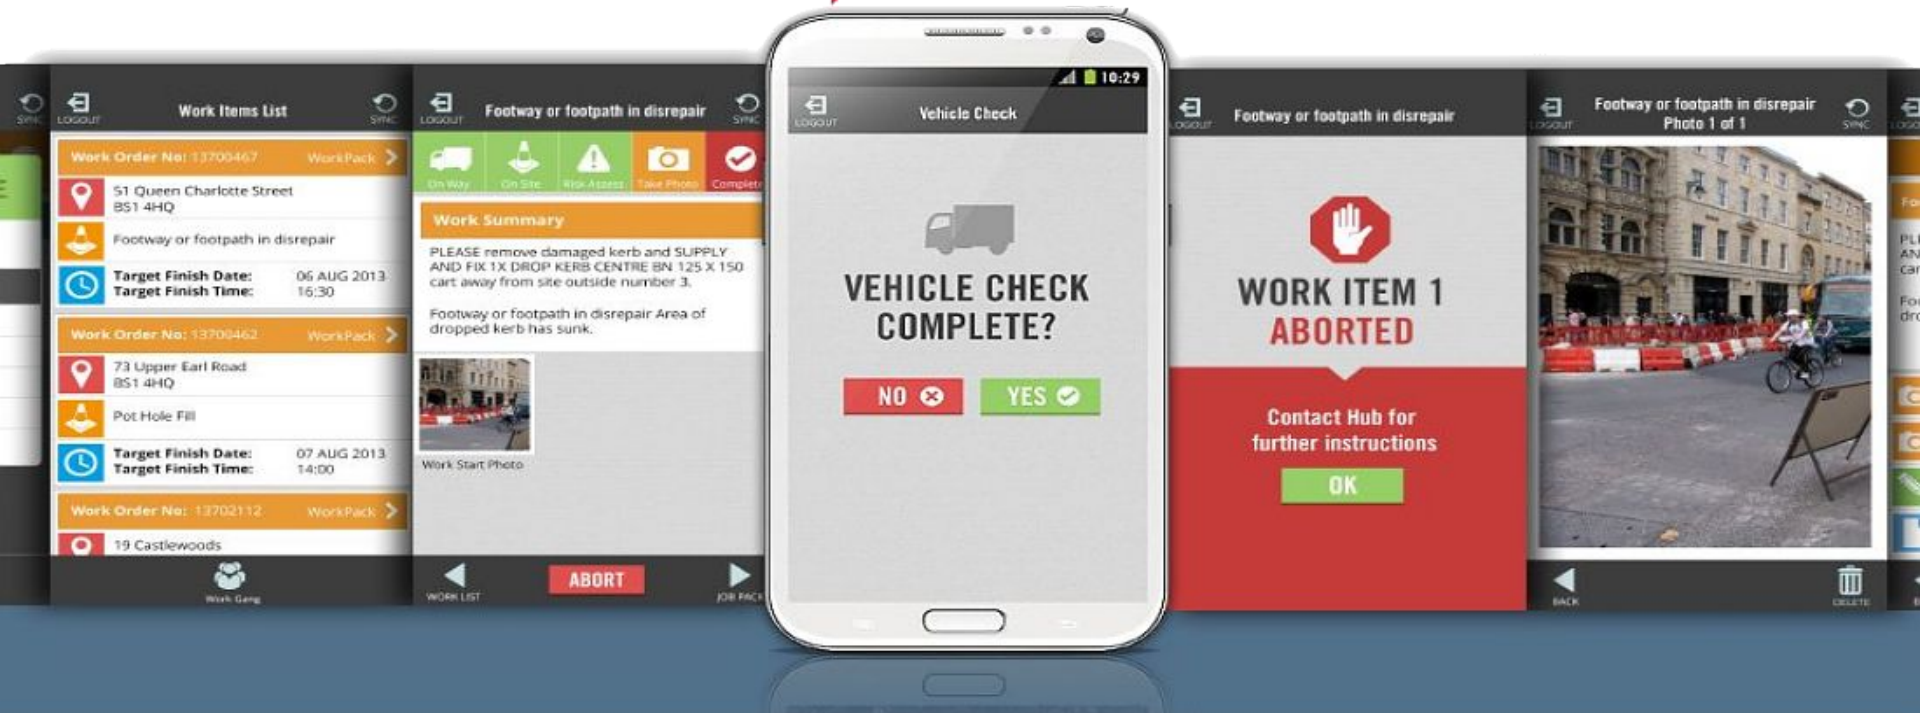 SYNC
LOGOUT
Work Items List
SYNC
Work Order No: 13700467
WorkPack
51 Queen Charlotte Street
BS1 4HQ
Footway or footpath in disrepair
Target Finish Date: 06 AUG 2013
Target Finish Time: 16:30
Work Order No: 13700462
WorkPack
73 Upper Earl Road
BS1 4HQ
Pot Hole Fill
Target Finish Date: 07 AUG 2013
Target Finish Time: 14:00
Work Order No: 13702112
WorkPack
19 Castlewoods
Work Gang
LOGOUT
Footway or footpath in disrepair
SYNC
On Way
On Site
Risk Assess
Take Photo
Complete
Work Summary
PLEASE remove damaged kerb and SUPPLY
AND FIX 1X DROP KERB CENTRE BN 125 X 150
cart away from site outside number 3.
Footway or footpath in disrepair Area of
dropped kerb has sunk.
Work Start Photo
WORK LIST
ABORT
JOB PACK
10:29
LOGOUT
Vehicle Check
VEHICLE CHECK
COMPLETE?
NO
YES
LOGOUT
Footway or footpath in disrepair
WORK ITEM 1
ABORTED
Contact Hub for
further instructions
OK
LOGOUT
Footway or footpath in disrepair
Photo 1 of 1
SYNC
BACK
DELETE